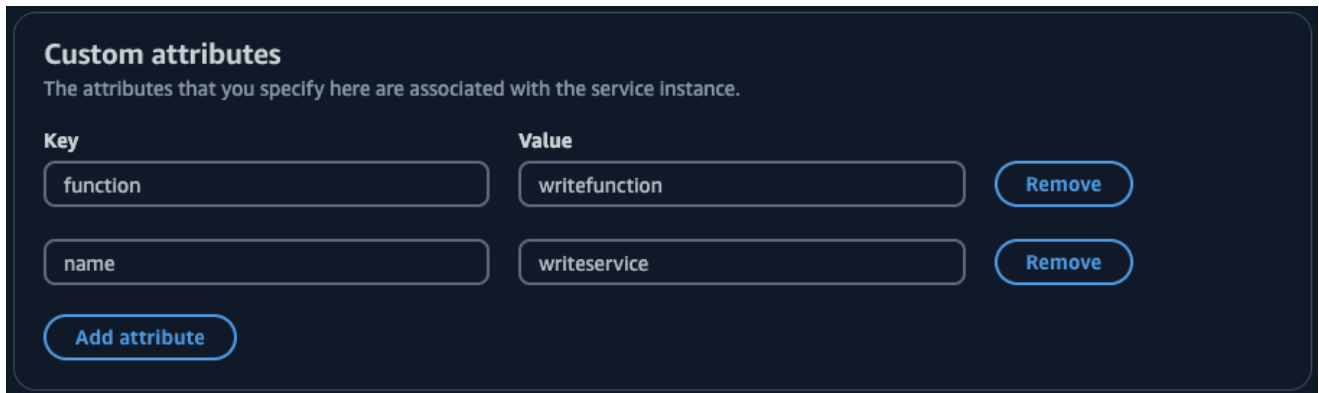 Custom attributes
The attributes that you specify here are associated with the service instance.
Key Value
function writefunction Remove
name writeservice Remove
Add attribute